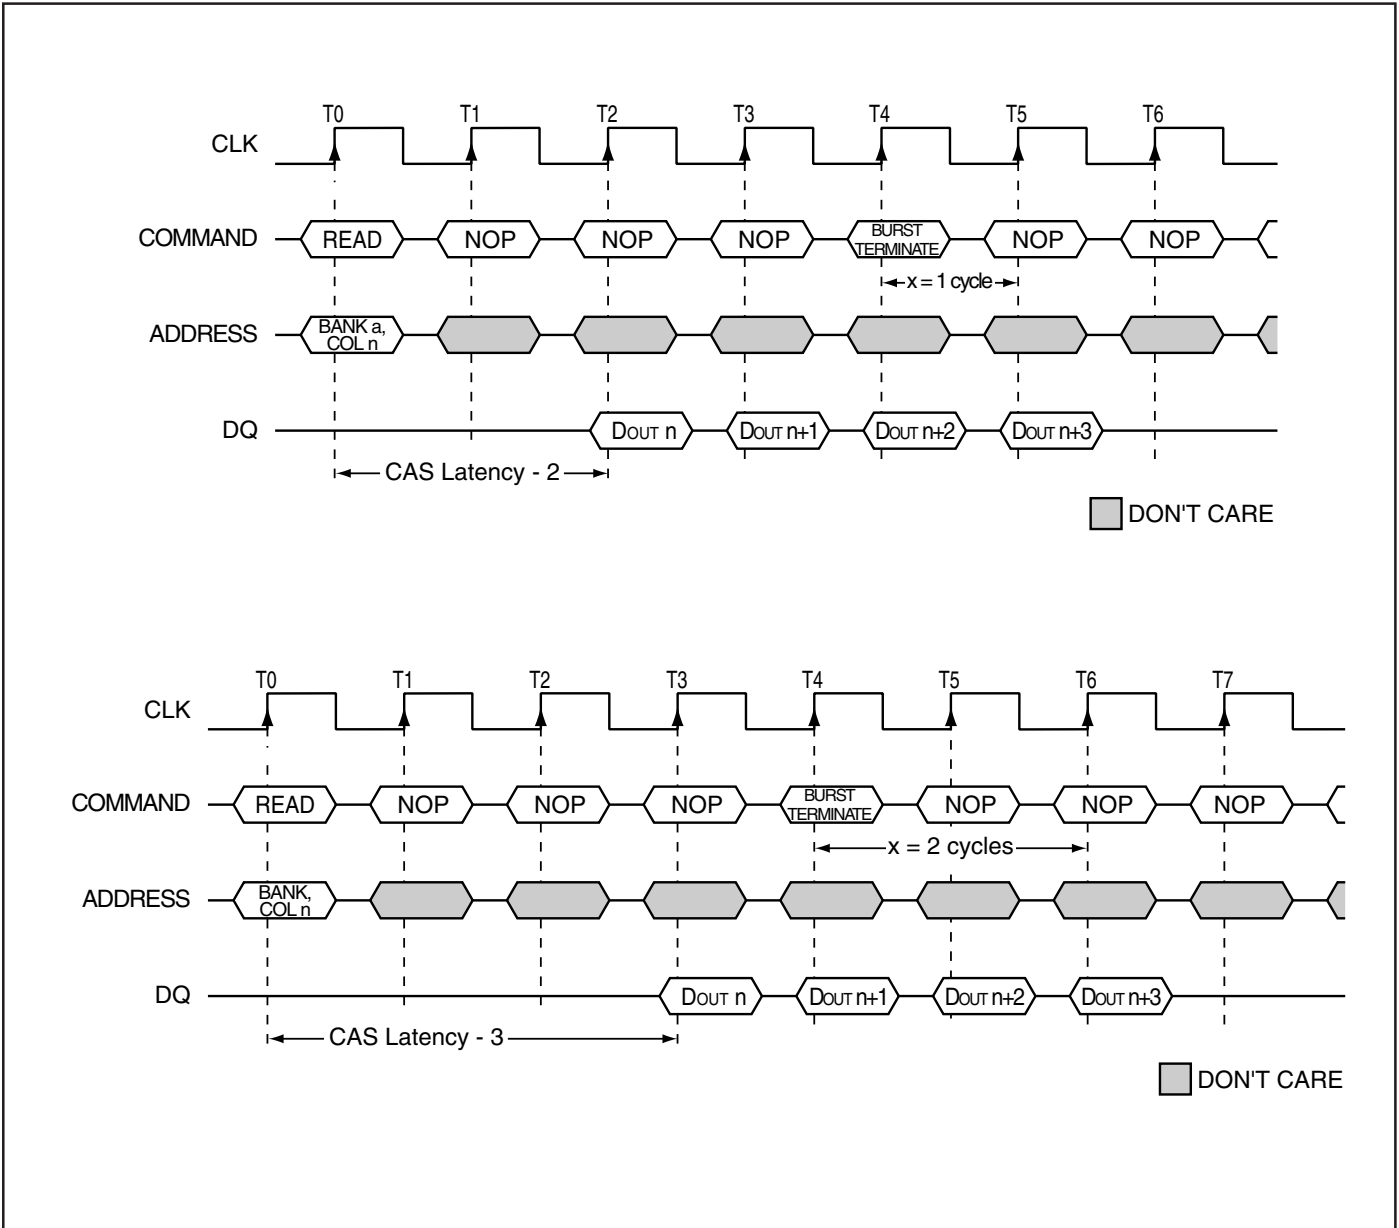 T0 T1 T2 T3 T4 T5 T6
CLK
COMMAND READ NOP NOP NOP BURST TERMINATE NOP NOP
x = 1 cycle
ADDRESS BANK a, COL n
DQ DOUT n DOUT n+1 DOUT n+2 DOUT n+3
CAS Latency - 2
DON'T CARE
T0 T1 T2 T3 T4 T5 T6 T7
CLK
COMMAND READ NOP NOP NOP BURST TERMINATE NOP NOP NOP
x = 2 cycles
ADDRESS BANK, COL n
DQ DOUT n DOUT n+1 DOUT n+2 DOUT n+3
CAS Latency - 3
DON'T CARE